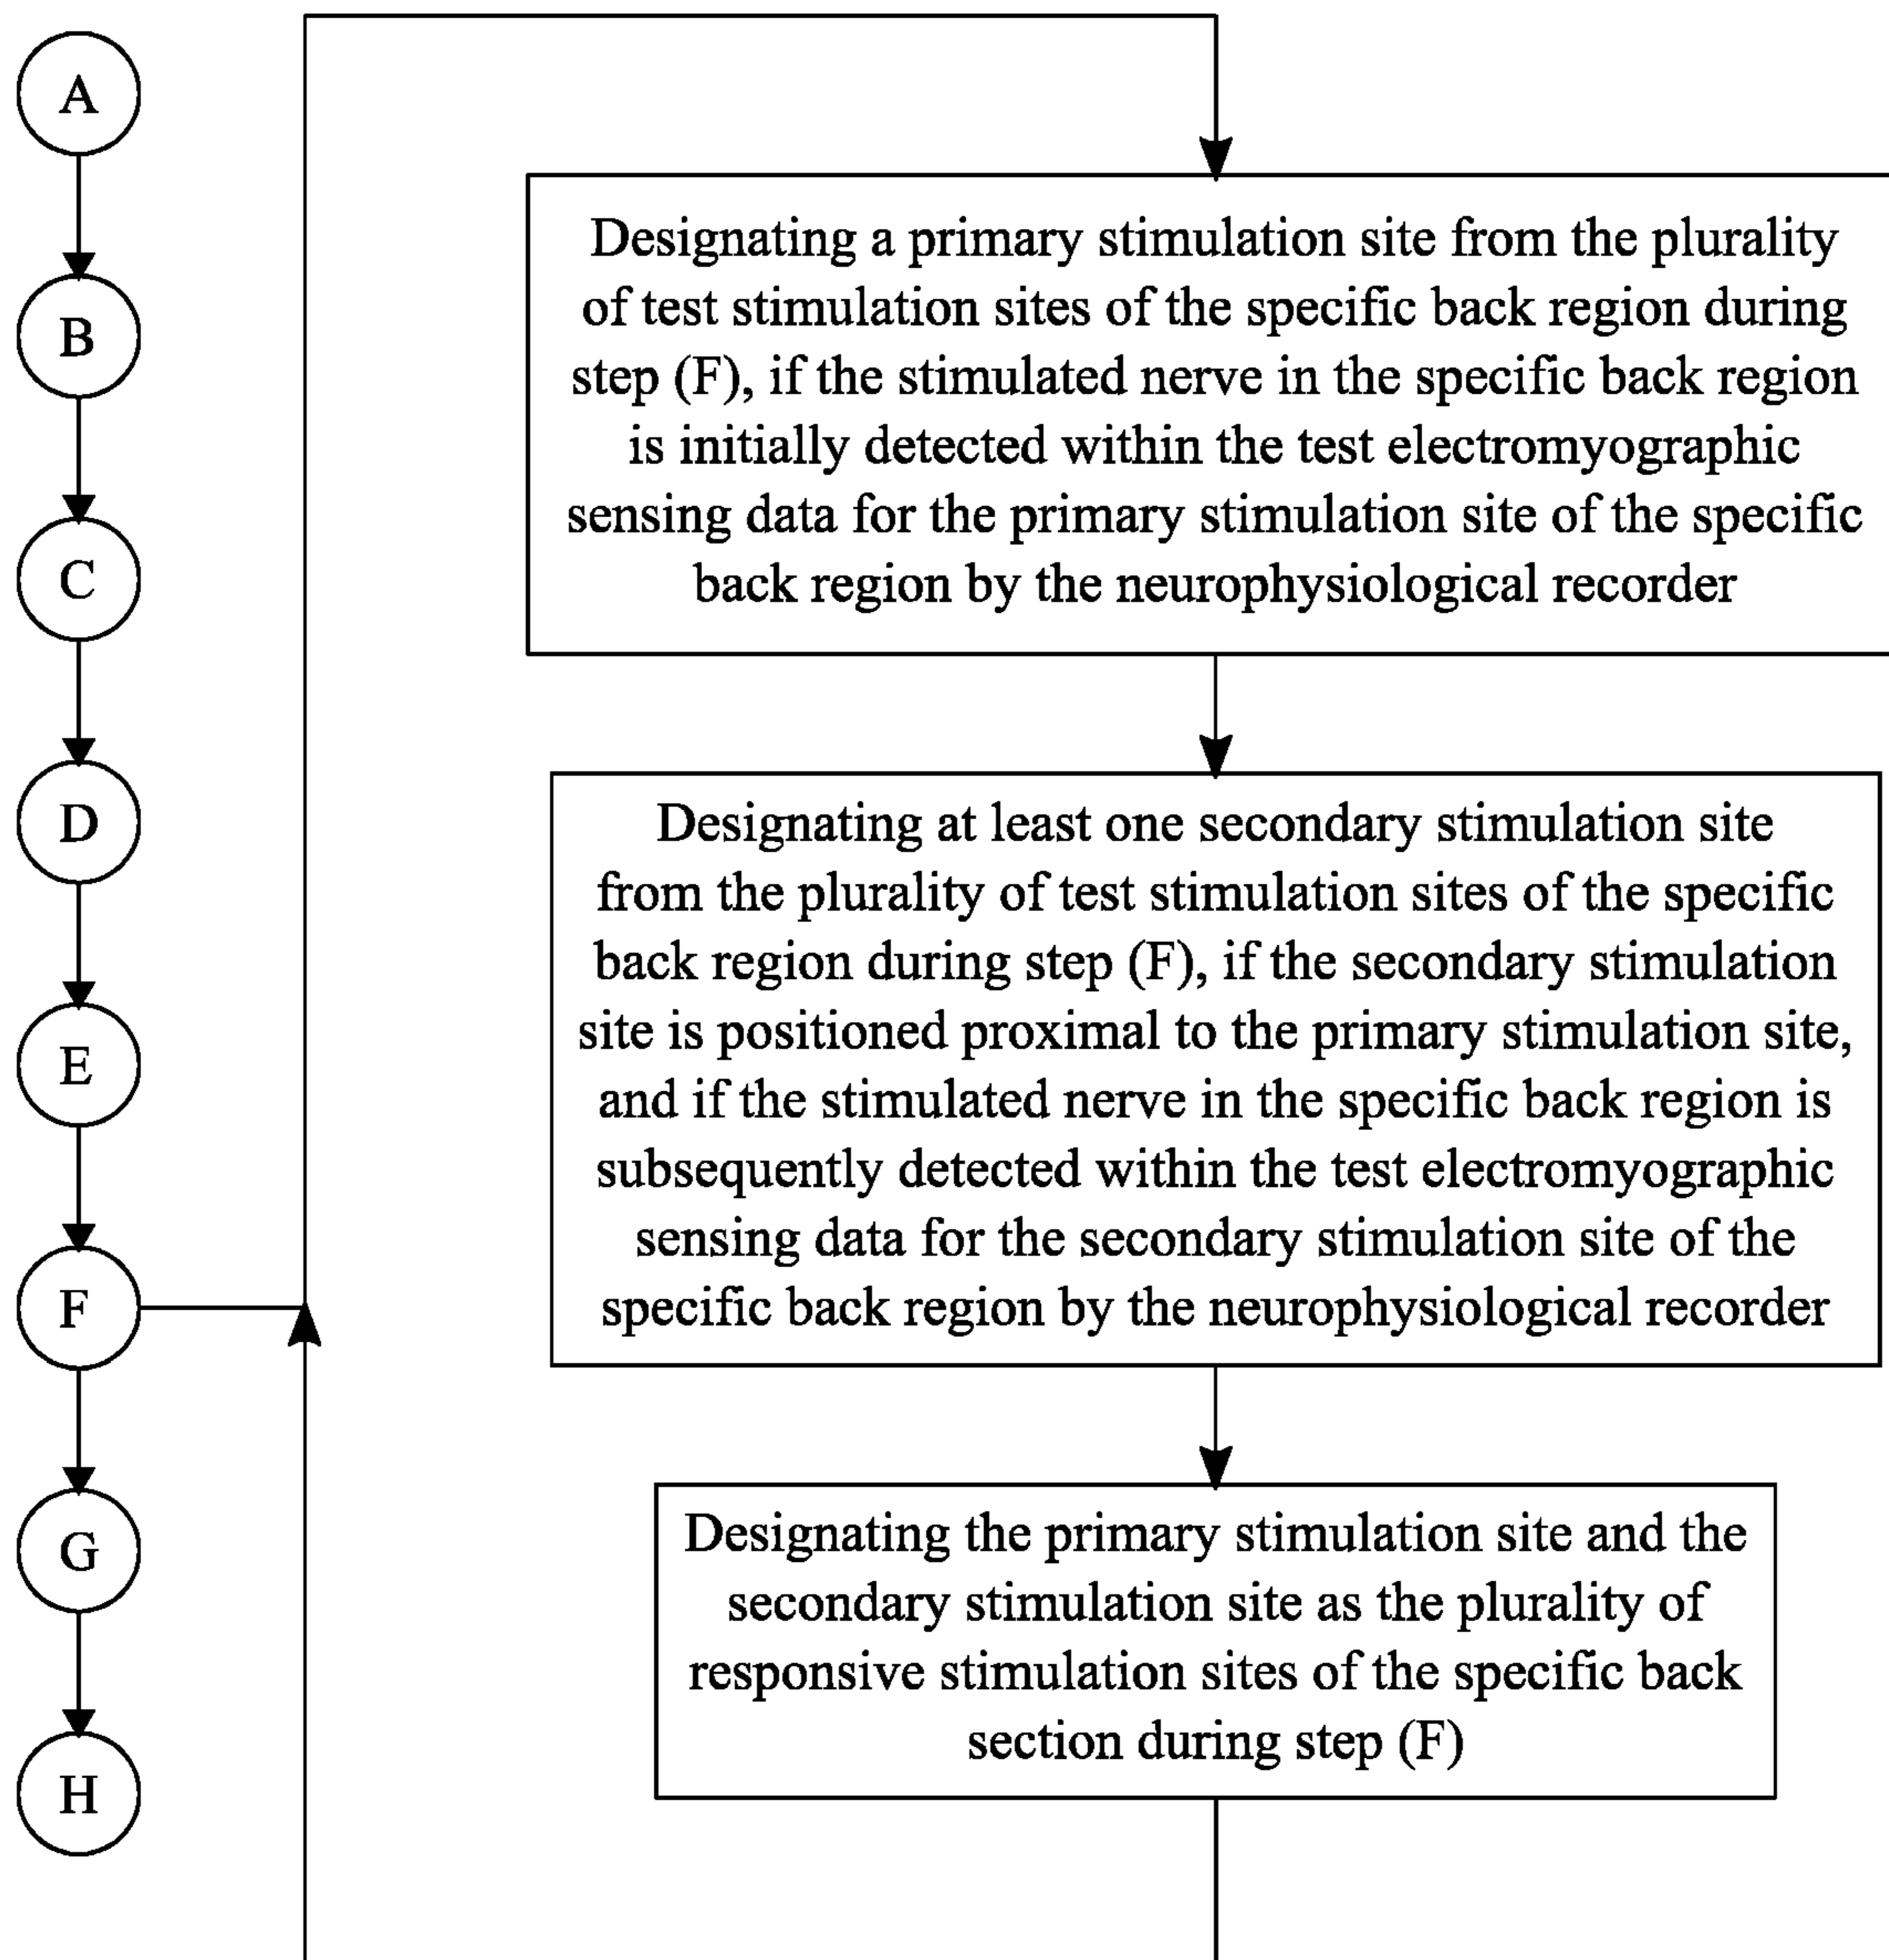 A
B
C
D
E
F
G
H
Designating a primary stimulation site from the plurality
of test stimulation sites of the specific back region during
step (F), if the stimulated nerve in the specific back region
is initially detected within the test electromyographic
sensing data for the primary stimulation site of the specific
back region by the neurophysiological recorder
Designating at least one secondary stimulation site
from the plurality of test stimulation sites of the specific
back region during step (F), if the secondary stimulation
site is positioned proximal to the primary stimulation site,
and if the stimulated nerve in the specific back region is
subsequently detected within the test electromyographic
sensing data for the secondary stimulation site of the
specific back region by the neurophysiological recorder
Designating the primary stimulation site and the
secondary stimulation site as the plurality of
responsive stimulation sites of the specific back
section during step (F)